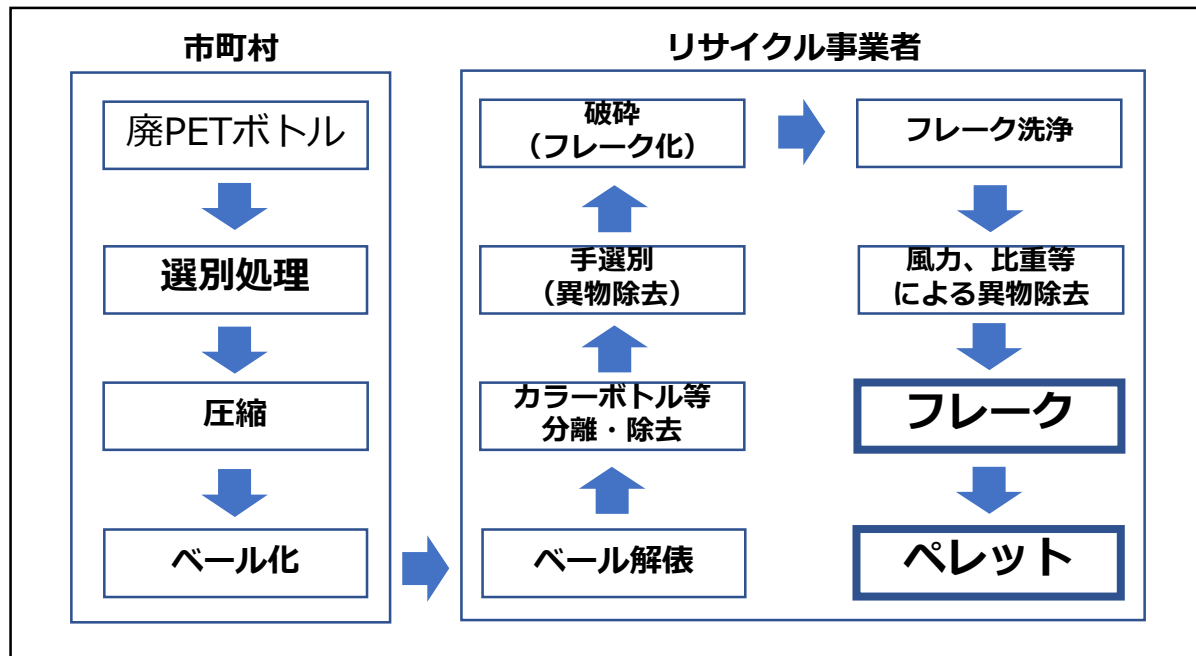 市町村
廃PETボトル
選別処理
圧縮
ベール化
リサイクル事業者
ベール解俵
カラーボトル等
分離・除去
手選別
（異物除去）
破砕
（フレーク化）
フレーク洗浄
風力、比重等
による異物除去
フレーク
ペレット